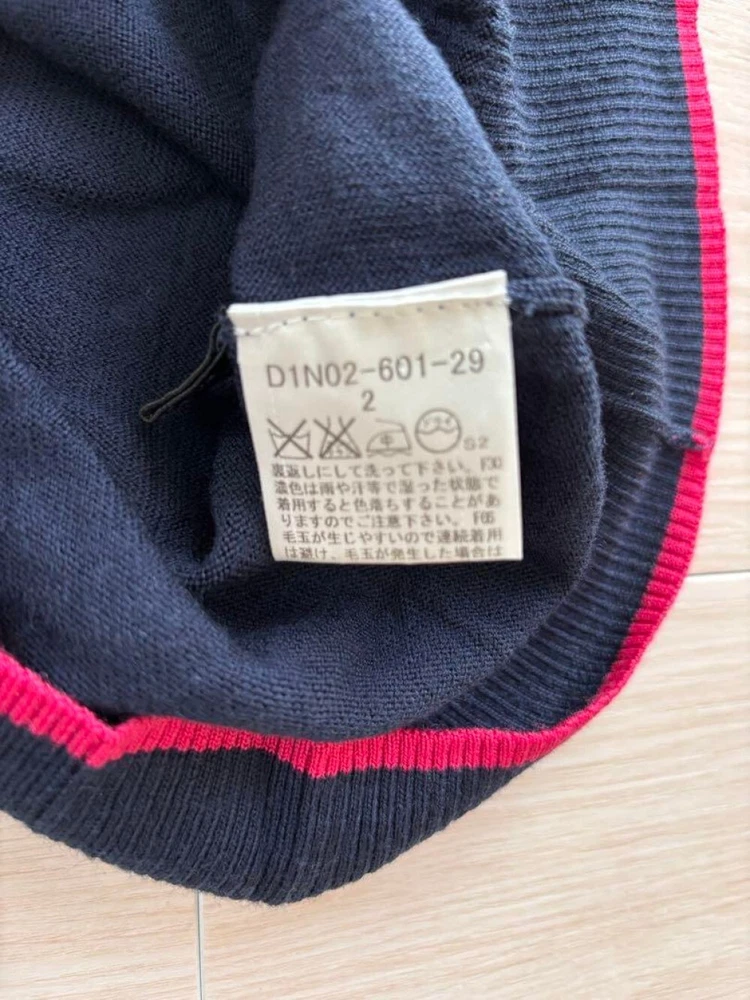 D1N02-601-29
2
中
S2
裏返しにして洗って下さい。F30
濃色は雨や汗等で湿った状態で
着用すると色落ちすることがあ
りますのでご注意下さい。 F66
毛玉が生じやすいので連続着用
は避け、毛玉が発生した場合は